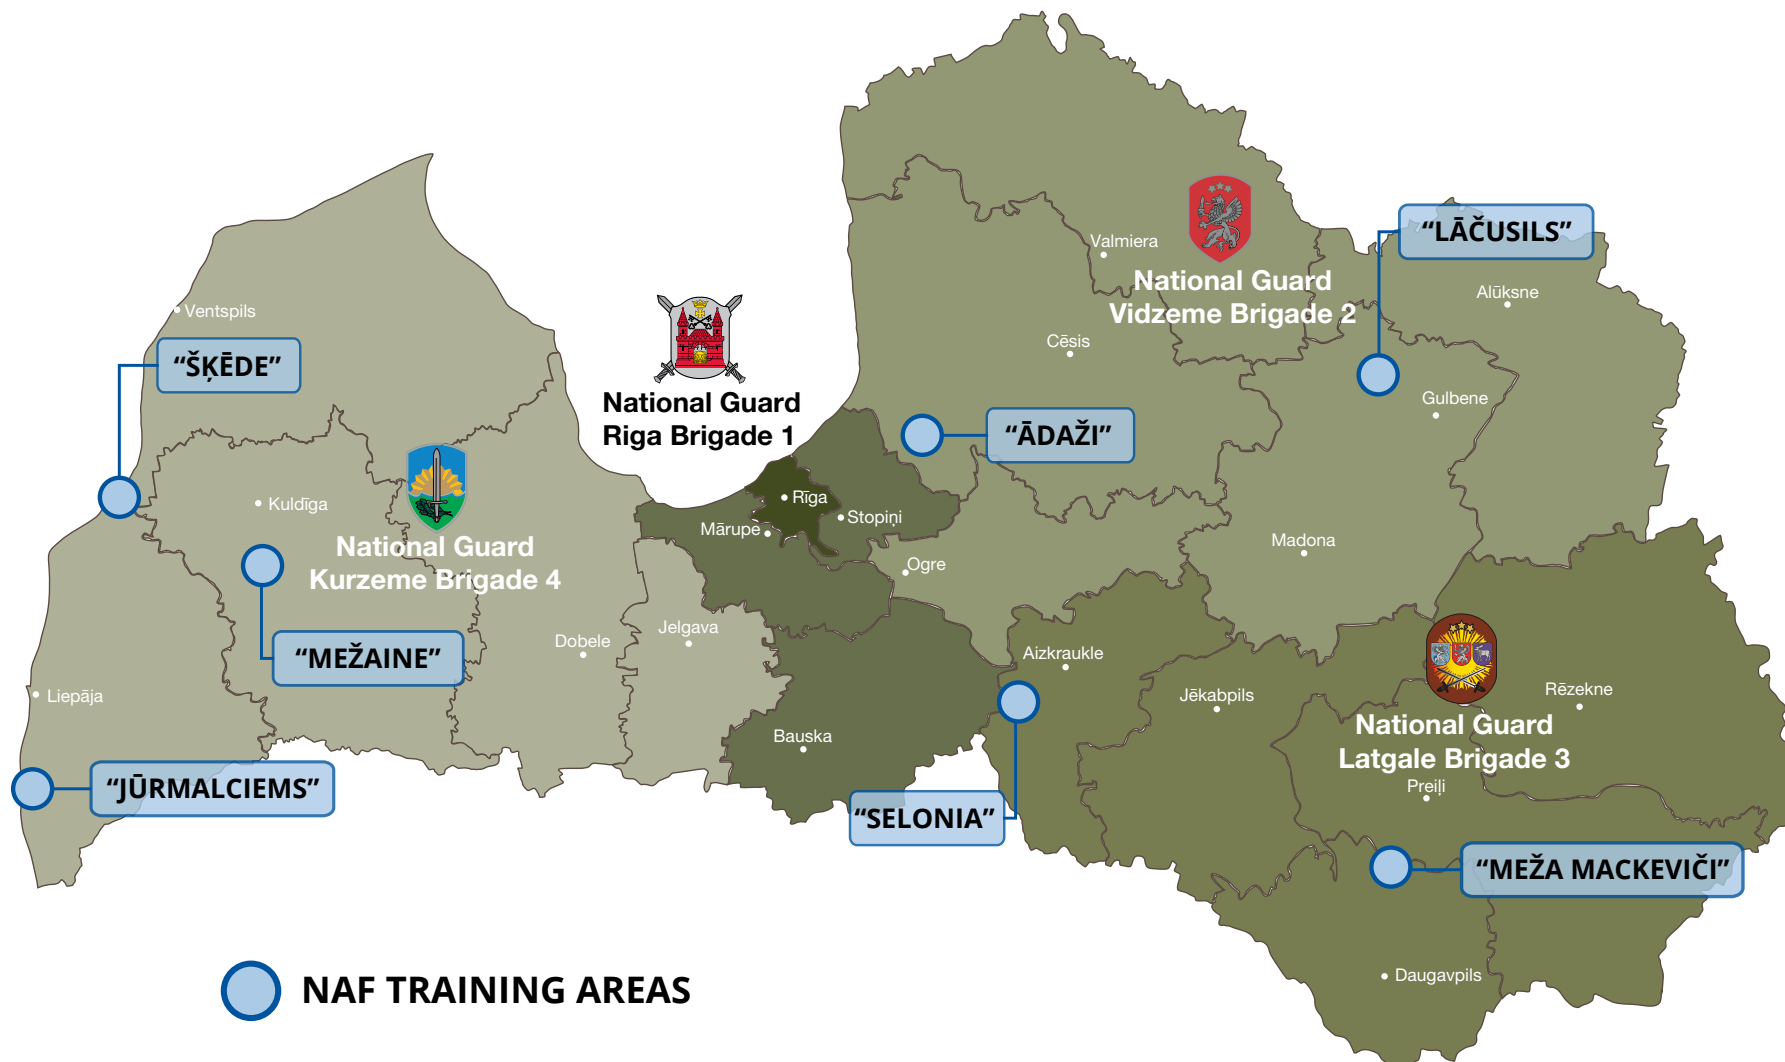 “LĀČUSILS”
Valmiera
National Guard
Vidzeme Brigade 2
Alūksne
Ventspils
“ŠĶĒDE”
Cēsis
National Guard
Riga Brigade 1
“ĀDAŽI”
Gulbene
Kuldīga
Rīga
Stopiņi
Mārupe
National Guard
Kurzeme Brigade 4
Ogre
Madona
“MEŽAINE”
Dobele
Jelgava
Aizkraukle
Liepāja
Jēkabpils
Rēzekne
National Guard
Latgale Brigade 3
Bauska
Preiļi
“JŪRMALCIEMS”
“SELONIA”
“MEŽA MACKEVIČI”
Daugavpils
NAF TRAINING AREAS